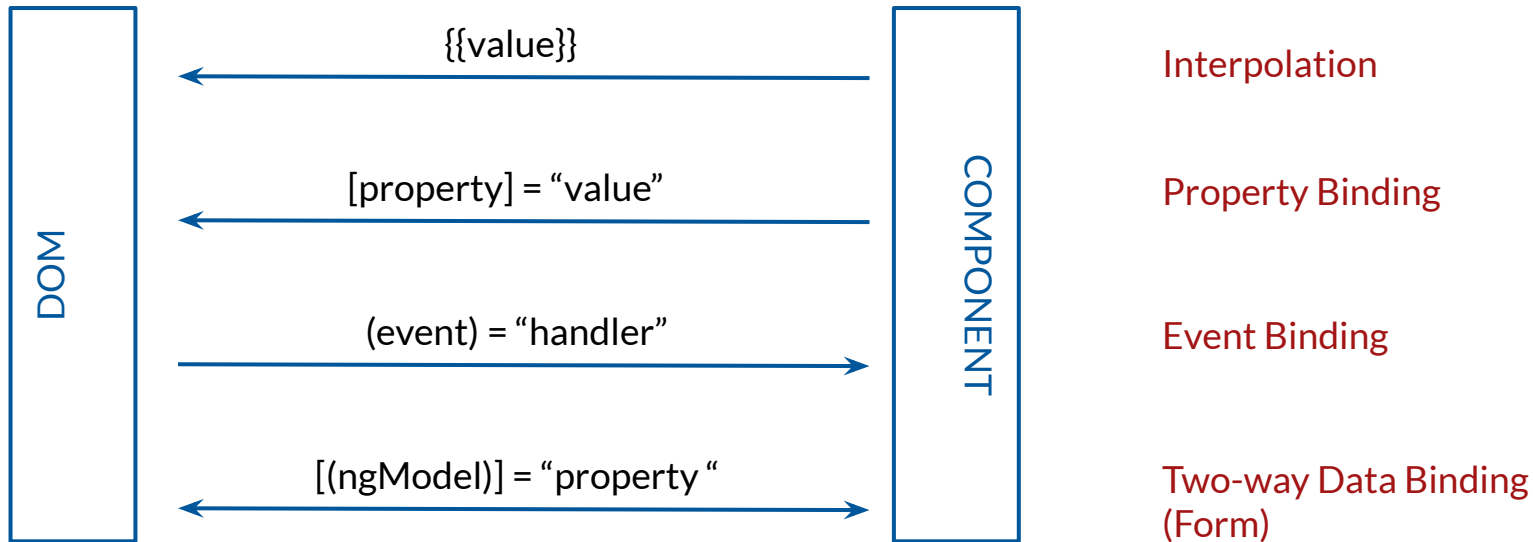 {{value}}
Interpolation
[property] = “value”
Property Binding
DOM
COMPONENT
(event) = “handler”
Event Binding
[(ngModel)] = “property “
Two-way Data Binding
(Form)